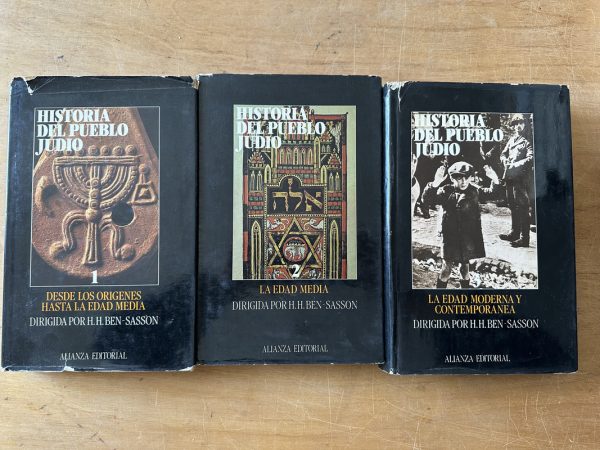 HISTORIA
DEL PUEBLO
JUDIO
1
DESDE LOS ORIGENES
HASTA LA EDAD MEDIA
DIRIGIDA POR H.H. BEN-SASSON
ALIANZA EDITORIAL
HISTORIA
DEL PUEBLO
JUDIO
אלה
2
LA EDAD MEDIA
DIRIGIDA POR H.H. BEN-SASSON
ALIANZA EDITORIAL
HISTORIA
DEL PUEBLO
JUDIO
LA EDAD MODERNA Y
CONTEMPORANEA
DIRIGIDA POR H.H. BEN-SASSON
ALIANZA EDITORIAL